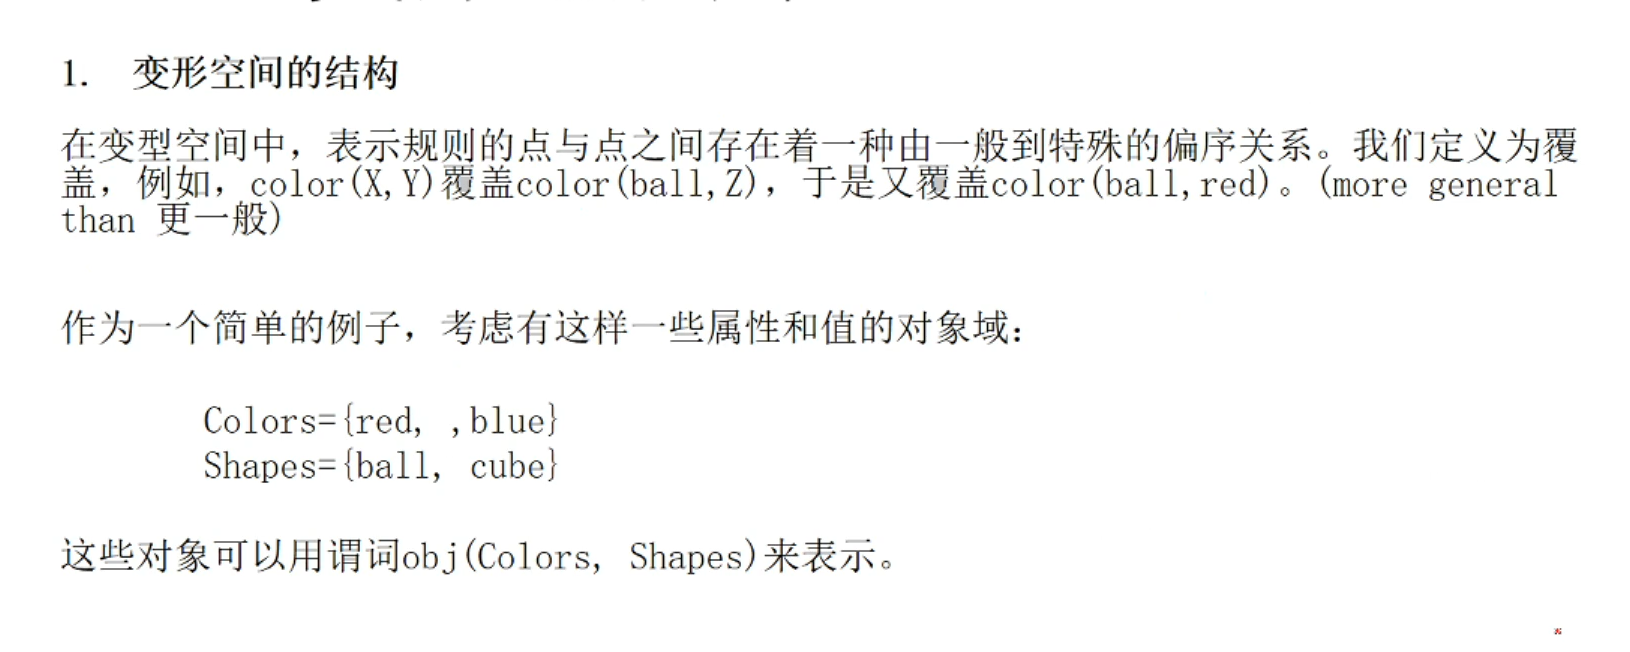 1. 变形空间的结构
在变型空间中，表示规则的点与点之间存在着一种由一般到特殊的偏序关系。我们定义为覆
盖，例如，color(X,Y)覆盖color(ball,Z)，于是又覆盖color(ball,red)。(more general
than 更一般)
作为一个简单的例子，考虑有这样一些属性和值的对象域：
Colors={red, ,blue}
Shapes={ball, cube}
这些对象可以用谓词obj(Colors, Shapes)来表示。